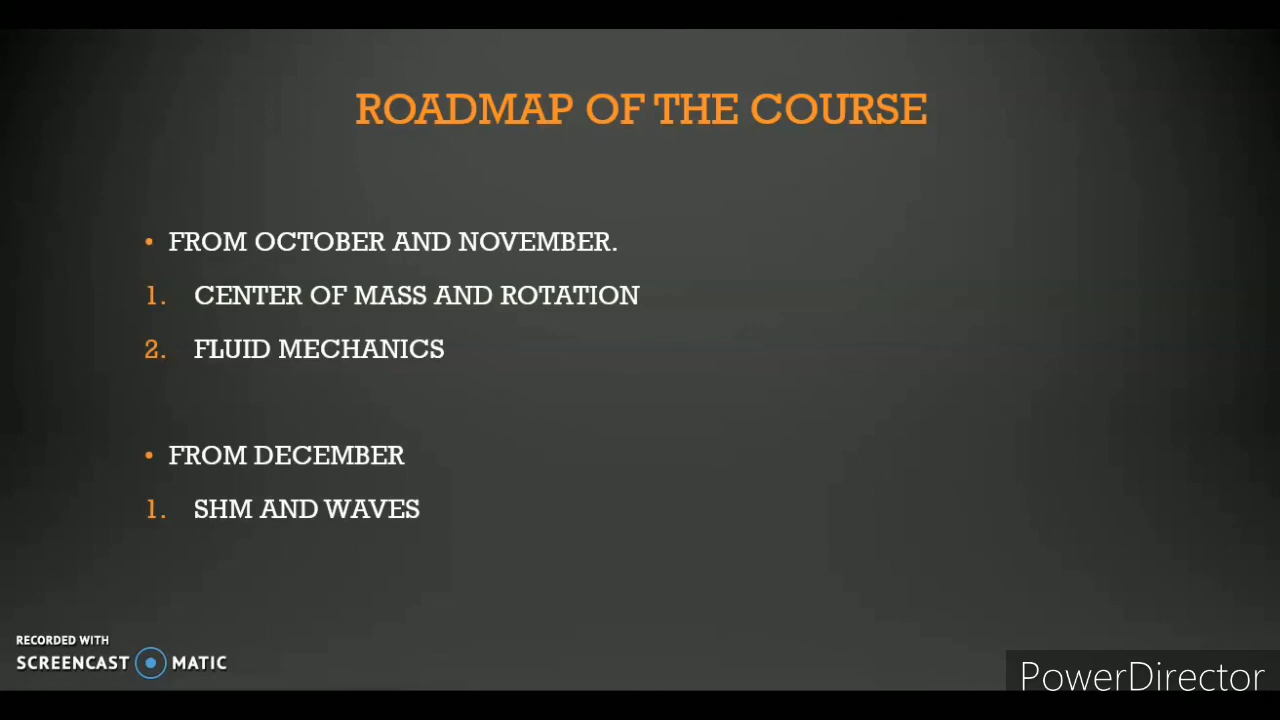 ROADMAP OF THE COURSE
• FROM OCTOBER AND NOVEMBER.
1. CENTER OF MASS AND ROTATION
2. FLUID MECHANICS
• FROM DECEMBER
1. SHM AND WAVES
RECORDED WITH
SCREENCAST MATIC
PowerDirector